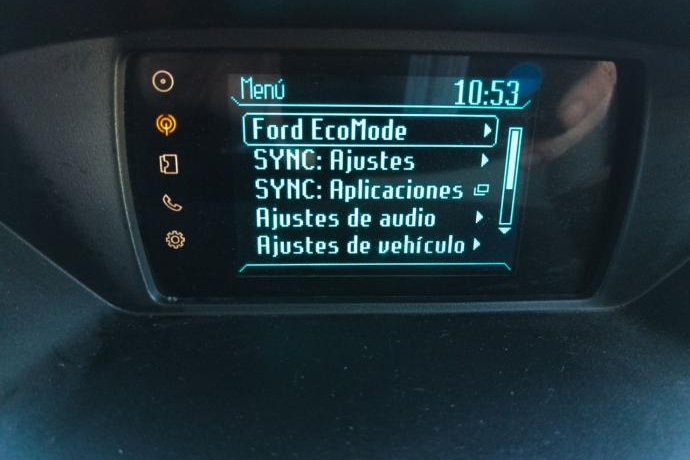 Menú 10:53
Ford EcoMode
SYNC: Ajustes
SYNC: Aplicaciones
Ajustes de audio
Ajustes de vehículo